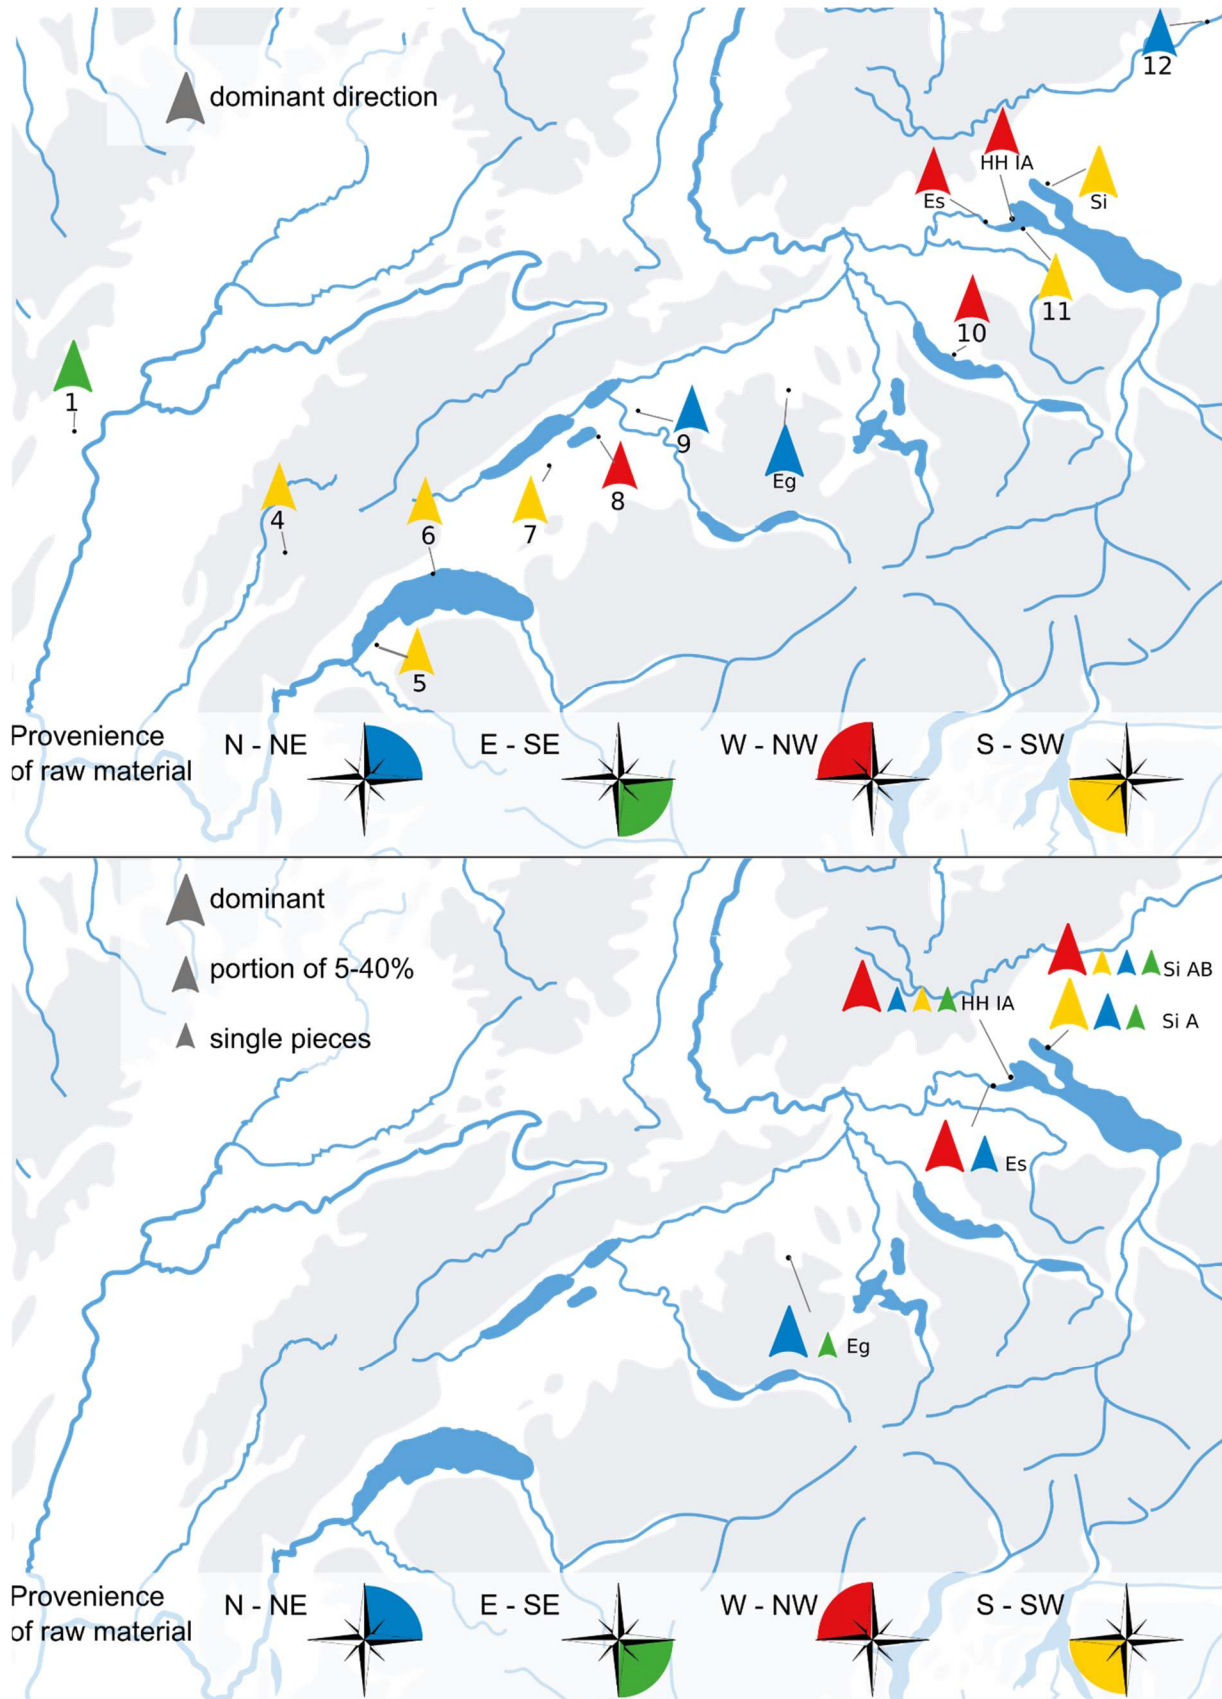 dominant direction
12
HH IA
Es
Si
11
10
1
9
Eg
8
4
6
7
5
Provenience
of raw material
N - NE
E - SE
W - NW
S - SW
dominant
portion of 5-40%
single pieces
Si AB
HH IA
Si A
Es
Eg
Provenience
of raw material
N - NE
E - SE
W - NW
S - SW